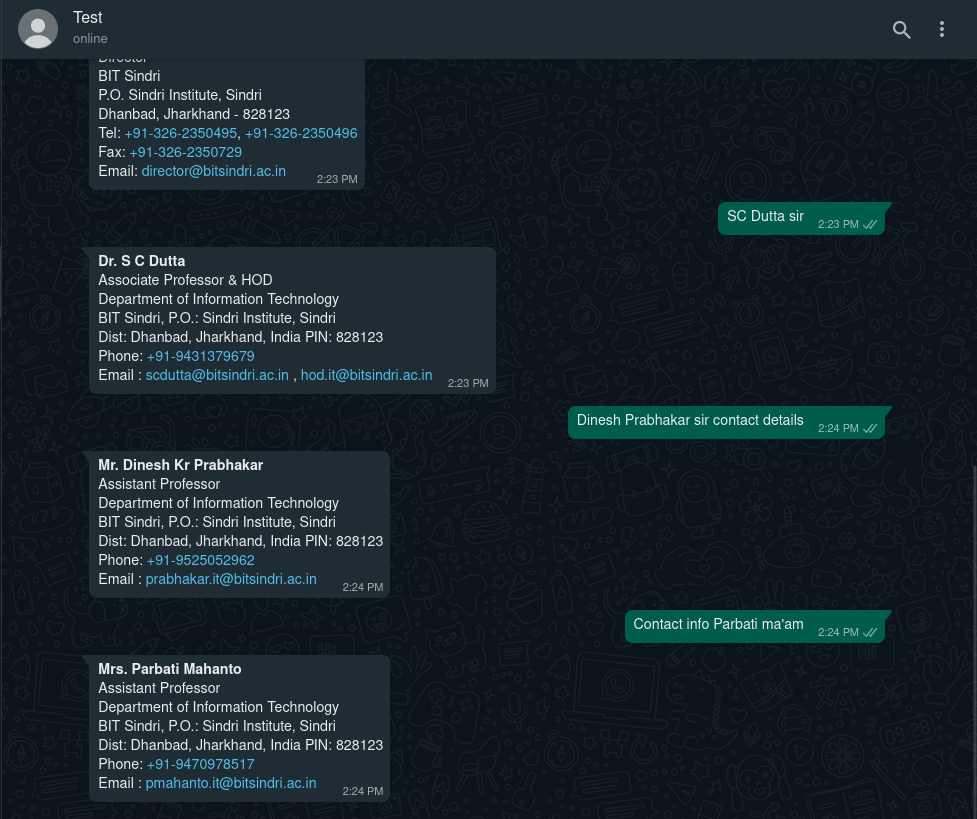 Test
online
Director
BIT Sindri
P.O. Sindri Institute, Sindri
Dhanbad, Jharkhand - 828123
Tel: +91-326-2350495, +91-326-2350496
Fax: +91-326-2350729
Email: director@bitsindri.ac.in
2:23 PM
SC Dutta sir
2:23 PM
Dr. S C Dutta
Associate Professor & HOD
Department of Information Technology
BIT Sindri, P.O.: Sindri Institute, Sindri
Dist: Dhanbad, Jharkhand, India PIN: 828123
Phone: +91-9431379679
Email : scdutta@bitsindri.ac.in , hod.it@bitsindri.ac.in
2:23 PM
Dinesh Prabhakar sir contact details
2:24 PM
Mr. Dinesh Kr Prabhakar
Assistant Professor
Department of Information Technology
BIT Sindri, P.O.: Sindri Institute, Sindri
Dist: Dhanbad, Jharkhand, India PIN: 828123
Phone: +91-9525052962
Email : prabhakar.it@bitsindri.ac.in
2:24 PM
Contact info Parbati ma'am
2:24 PM
Mrs. Parbati Mahanto
Assistant Professor
Department of Information Technology
BIT Sindri, P.O.: Sindri Institute, Sindri
Dist: Dhanbad, Jharkhand, India PIN: 828123
Phone: +91-9470978517
Email : pmahanto.it@bitsindri.ac.in
2:24 PM